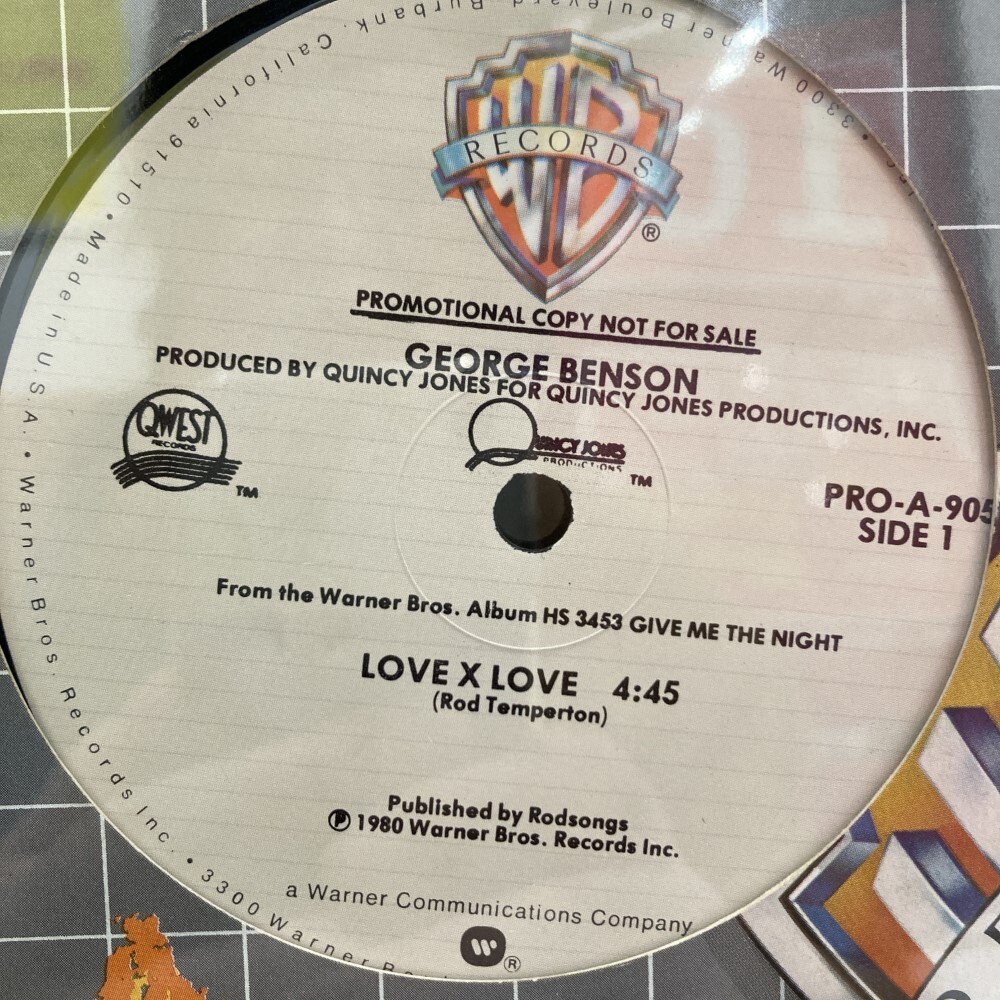 WB
RECORDS
®
PROMOTIONAL COPY NOT FOR SALE
GEORGE BENSON
PRODUCED BY QUINCY JONES FOR QUINCY JONES PRODUCTIONS, INC.
QWEST
RECORDS
TM
QUINCY JONES
PRODUCTIONS
TM
PRO-A-905
SIDE 1
From the Warner Bros. Album HS 3453 GIVE ME THE NIGHT
LOVE X LOVE 4:45
(Rod Temperton)
Published by Rodsongs
℗ 1980 Warner Bros. Records Inc.
a Warner Communications Company
®
3300 Warner Boulevard, Burbank, California 91510 • Made in U.S.A. • Warner Bros. Records Inc. • 3300 Warner